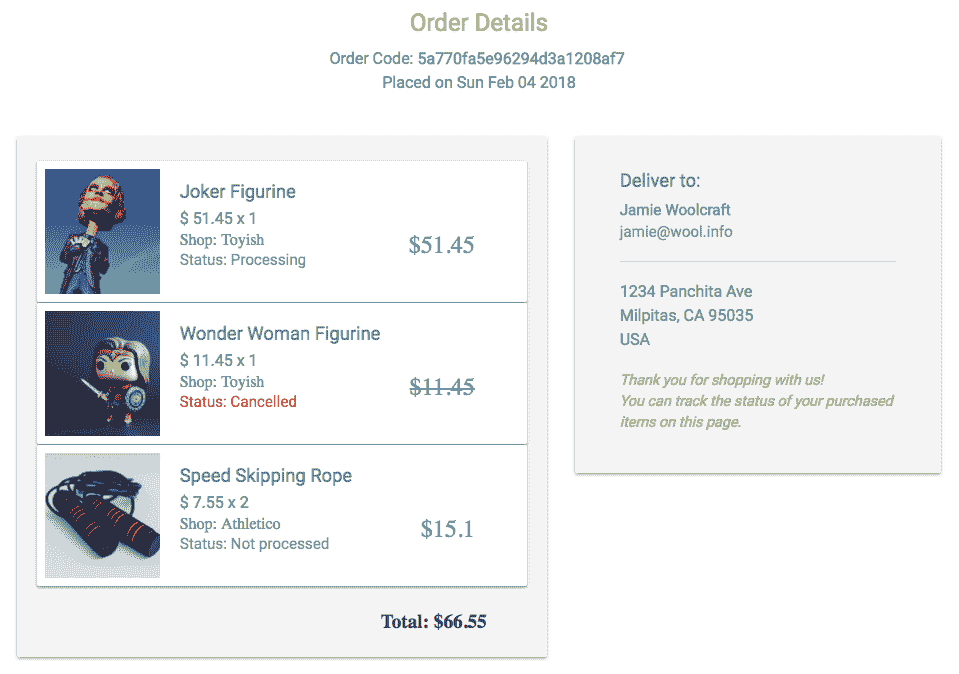 Order Details
Order Code: 5a770fa5e96294d3a1208af7
Placed on Sun Feb 04 2018
Joker Figurine
$ 51.45 x 1
Shop: Toyish
Status: Processing
$51.45
Wonder Woman Figurine
$ 11.45 x 1
Shop: Toyish
Status: Cancelled
$11.45
Speed Skipping Rope
$ 7.55 x 2
Shop: Athletico
Status: Not processed
$15.1
Total: $66.55
Deliver to:
Jamie Woolcraft
jamie@wool.info
1234 Panchita Ave
Milpitas, CA 95035
USA
Thank you for shopping with us!
You can track the status of your purchased
items on this page.